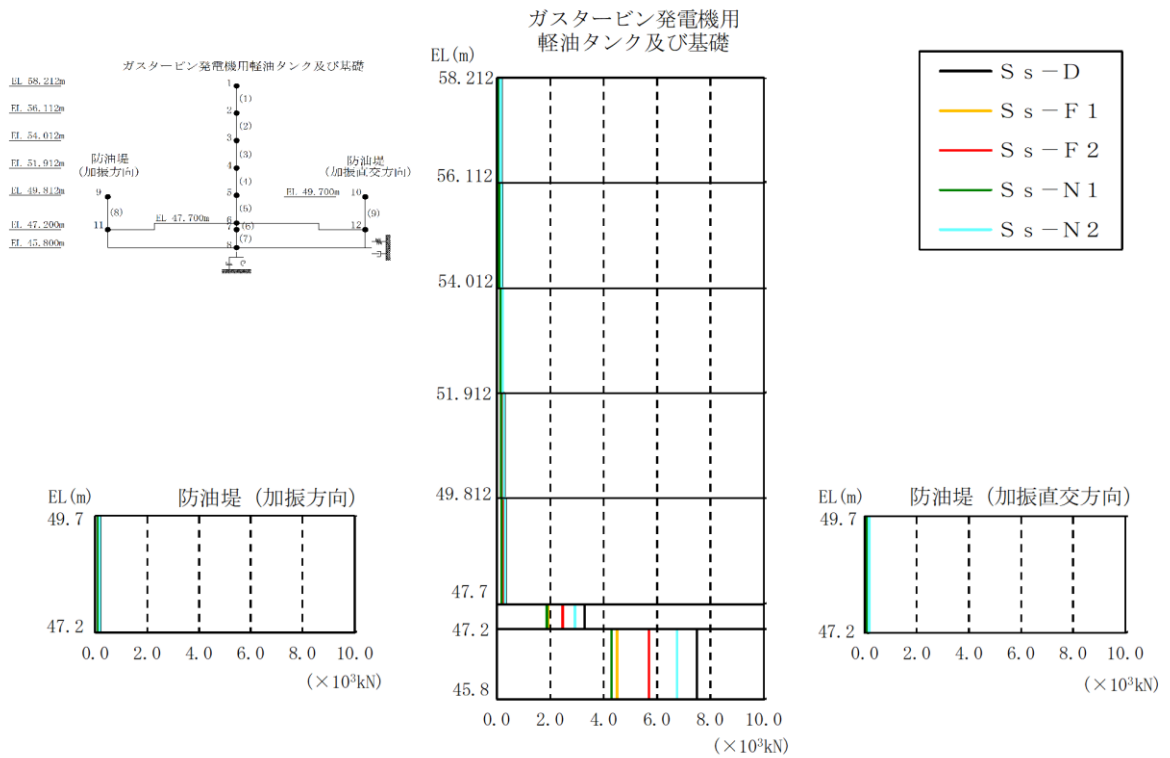 ガスタービン発電機用
軽油タンク及び基礎
ガスタービン発電機用軽油タンク及び基礎
EL 58.212m
EL 56.112m
EL 54.012m
EL 51.912m
EL 49.812m
EL 47.200m
EL 45.800m
1
(1)
2
(2)
3
(3)
4
(4)
5
(5)
6
(6)
7
(7)
8
防油堤
(加振方向)
9
(8)
11
EL 47.700m
防油堤
(加振直交方向)
EL 49.700m
10
(9)
12
EL(m)
58.212
56.112
54.012
51.912
49.812
47.7
47.2
45.8
0.0 2.0 4.0 6.0 8.0 10.0
(×10³kN)
Ss-D
Ss-F1
Ss-F2
Ss-N1
Ss-N2
EL(m)
防油堤 (加振方向)
49.7
47.2
0.0 2.0 4.0 6.0 8.0 10.0
(×10³kN)
EL(m)
防油堤 (加振直交方向)
49.7
47.2
0.0 2.0 4.0 6.0 8.0 10.0
(×10³kN)